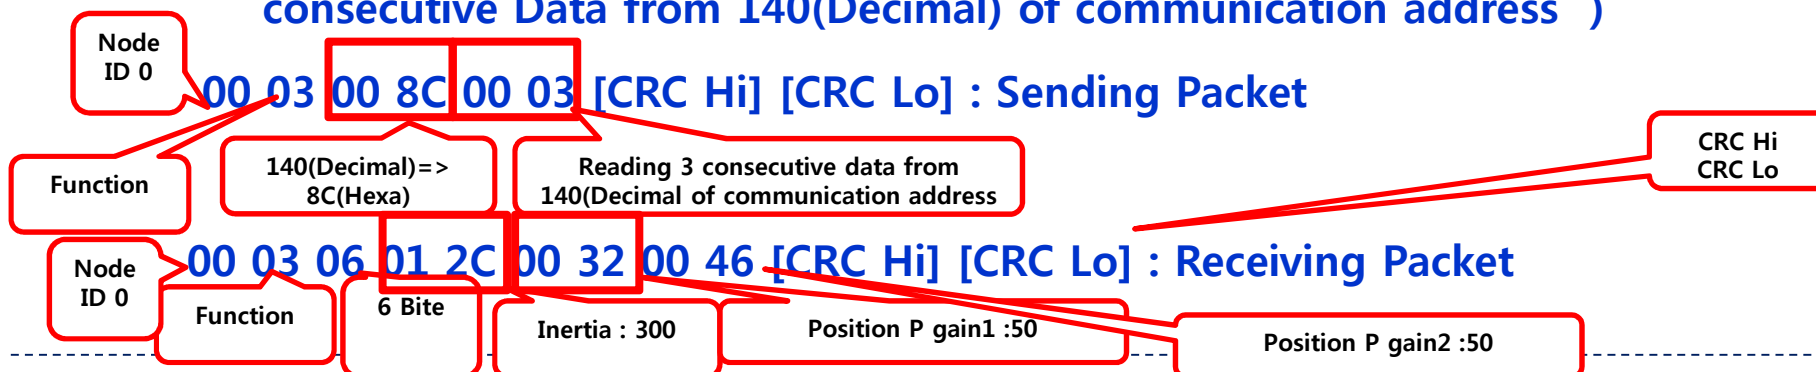 consecutive Data from 140(Decimal) of communication address )
Node
ID 0
00 03 00 8C 00 03 [CRC Hi] [CRC Lo] : Sending Packet
CRC Hi
CRC Lo
Function
140(Decimal)=>
8C(Hexa)
Reading 3 consecutive data from
140(Decimal of communication address
Node
ID 0
00 03 06 01 2C 00 32 00 46 [CRC Hi] [CRC Lo] : Receiving Packet
Function
6 Bite
Inertia : 300
Position P gain1 :50
Position P gain2 :50